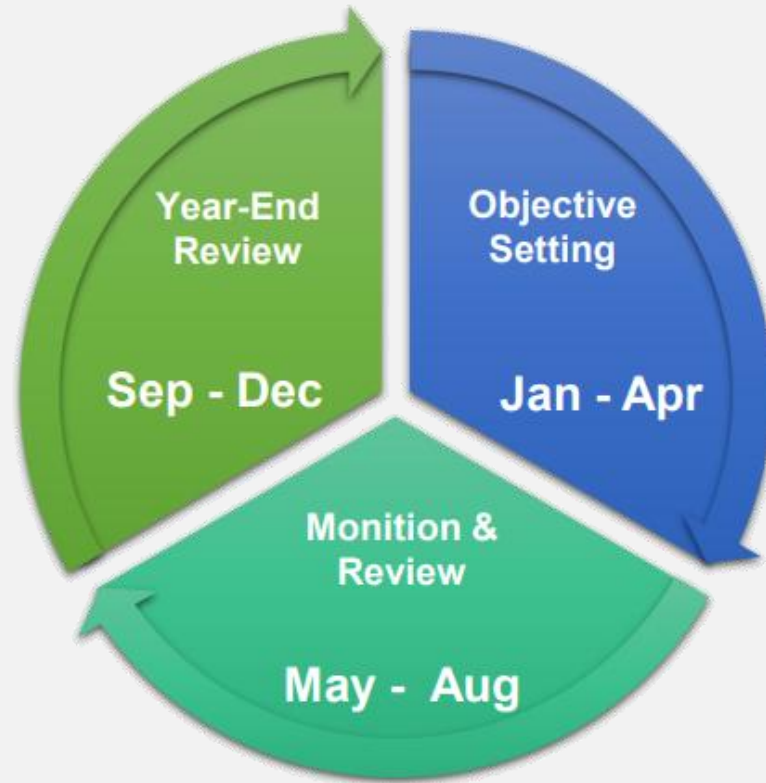 Year-End
Review
Sep - Dec
Objective
Setting
Jan - Apr
Monition &
Review
May - Aug